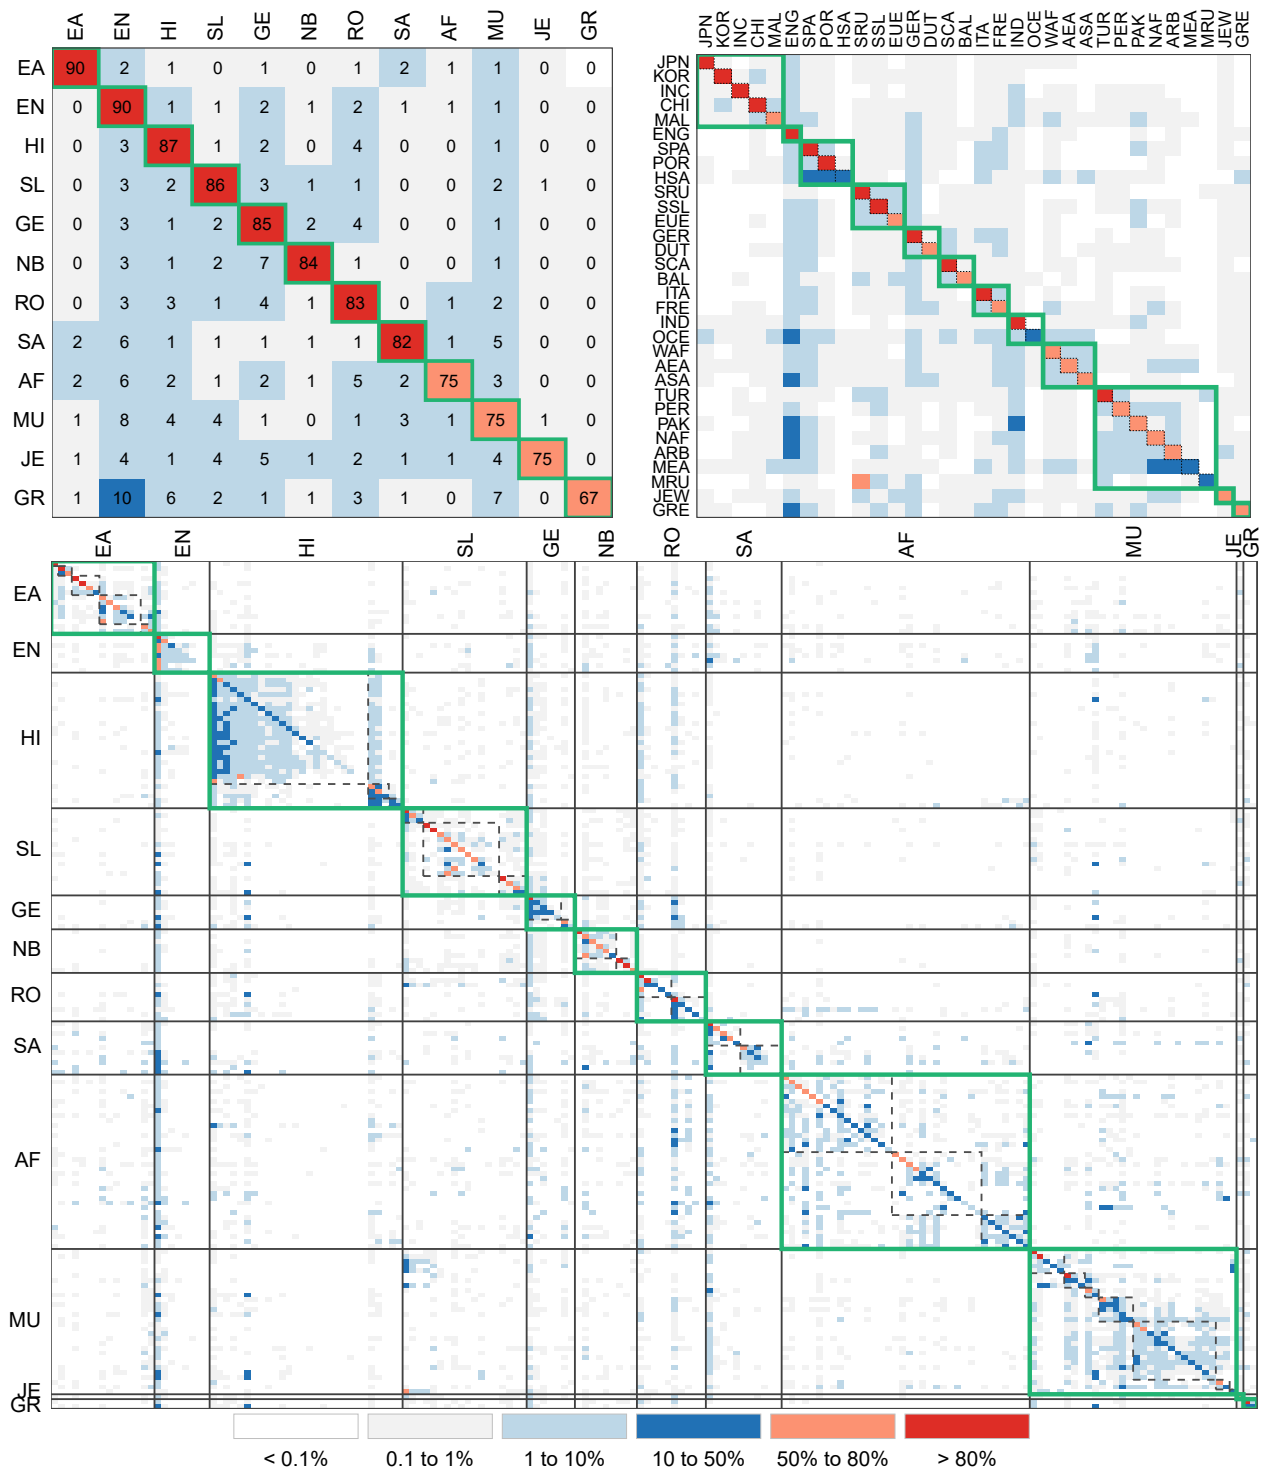 EA EN HI SL GE NB RO SA AF MU JE GR
EA 90 2 1 0 1 0 1 2 1 1 0 0
EN 0 90 1 1 2 1 2 1 1 1 0 0
HI 0 3 87 1 2 0 4 0 0 1 0 0
SL 0 3 2 86 3 1 1 0 0 2 1 0
GE 0 3 1 2 85 2 4 0 0 1 0 0
NB 0 3 1 2 7 84 1 0 0 1 0 0
RO 0 3 3 1 4 1 83 0 1 2 0 0
SA 2 6 1 1 1 1 1 82 1 5 0 0
AF 2 6 2 1 2 1 5 2 75 3 0 0
MU 1 8 4 4 1 0 1 3 1 75 1 0
JE 1 4 1 4 5 1 2 1 1 4 75 0
GR 1 10 6 2 1 1 3 1 0 7 0 67
JPN KOR INC CHI MAL ENG SPA POR HSA SRU SSL EUE GER DUT SCA BAL ITA FRE IND OCE WAF AEA ASA TUR PER PAK NAF ARB MEA MRU JEW GRE
JPN
KOR
INC
CHI
MAL
ENG
SPA
POR
HSA
SRU
SSL
EUE
GER
DUT
SCA
BAL
ITA
FRE
IND
OCE
WAF
AEA
ASA
TUR
PER
PAK
NAF
ARB
MEA
MRU
JEW
GRE
EA EN HI SL GE NB RO SA AF MU JE GR
EA
EN
HI
SL
GE
NB
RO
SA
AF
MU
JE
GR
< 0.1% 0.1 to 1% 1 to 10% 10 to 50% 50% to 80% > 80%